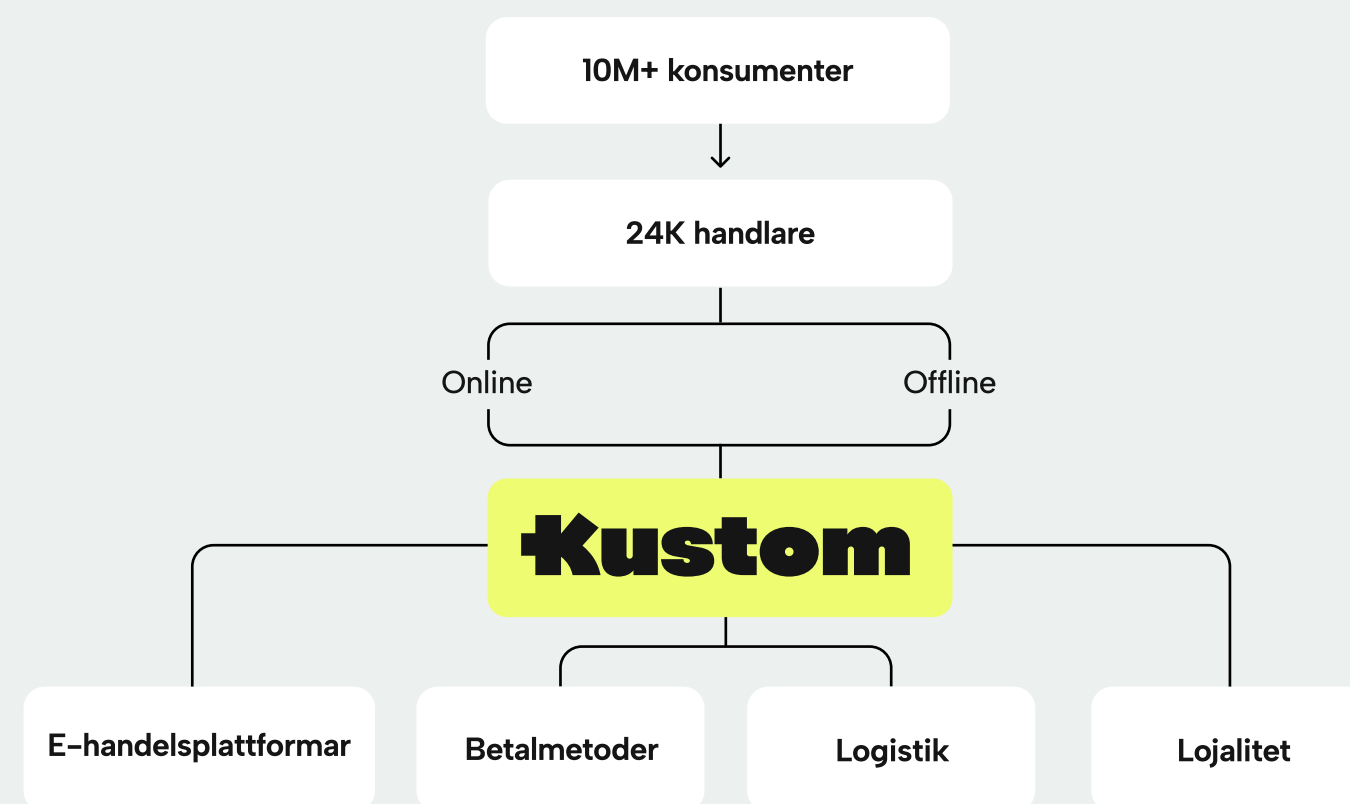 10M+ konsumenter
24K handlare
Online
Offline
Kustom
E-handelsplattformar
Betalmetoder
Logistik
Lojalitet